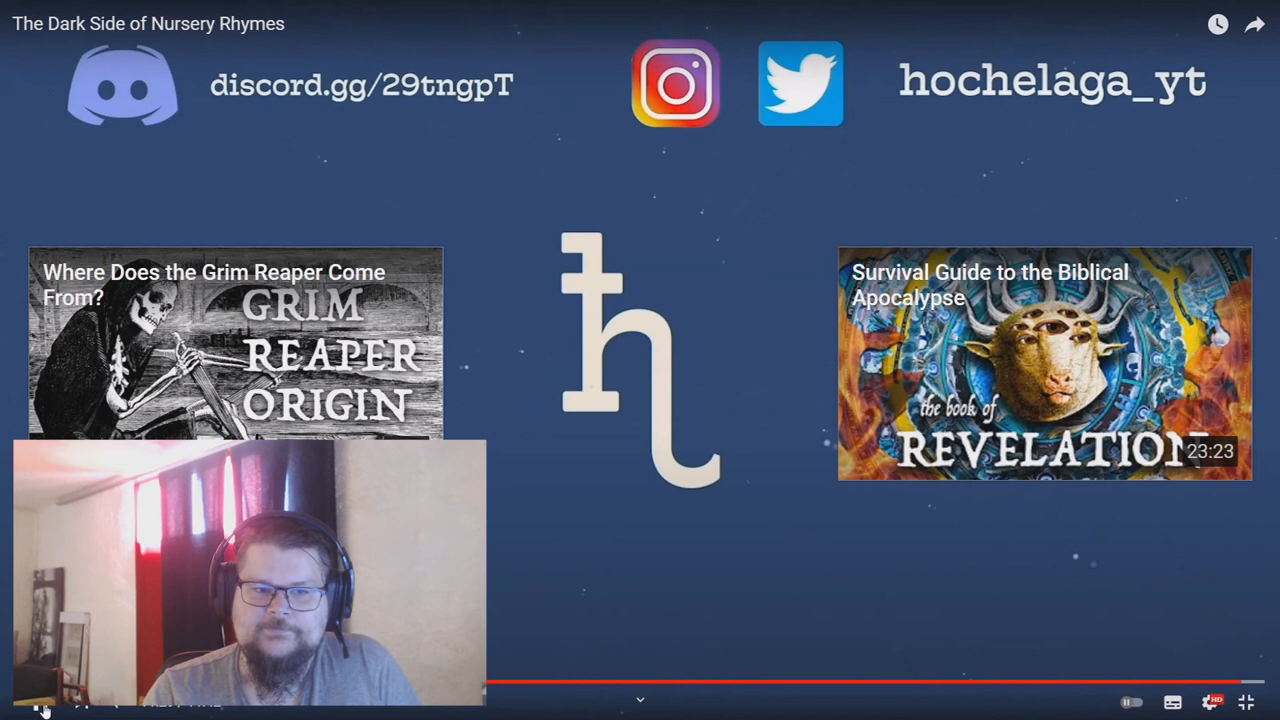 The Dark Side of Nursery Rhymes
discord.gg/29tngpT
hochelaga_yt
Where Does the Grim Reaper Come
From?
GRIM
REAPER
ORIGIN
Survival Guide to the Biblical
Apocalypse
the book of
REVELATION
23:23
HD